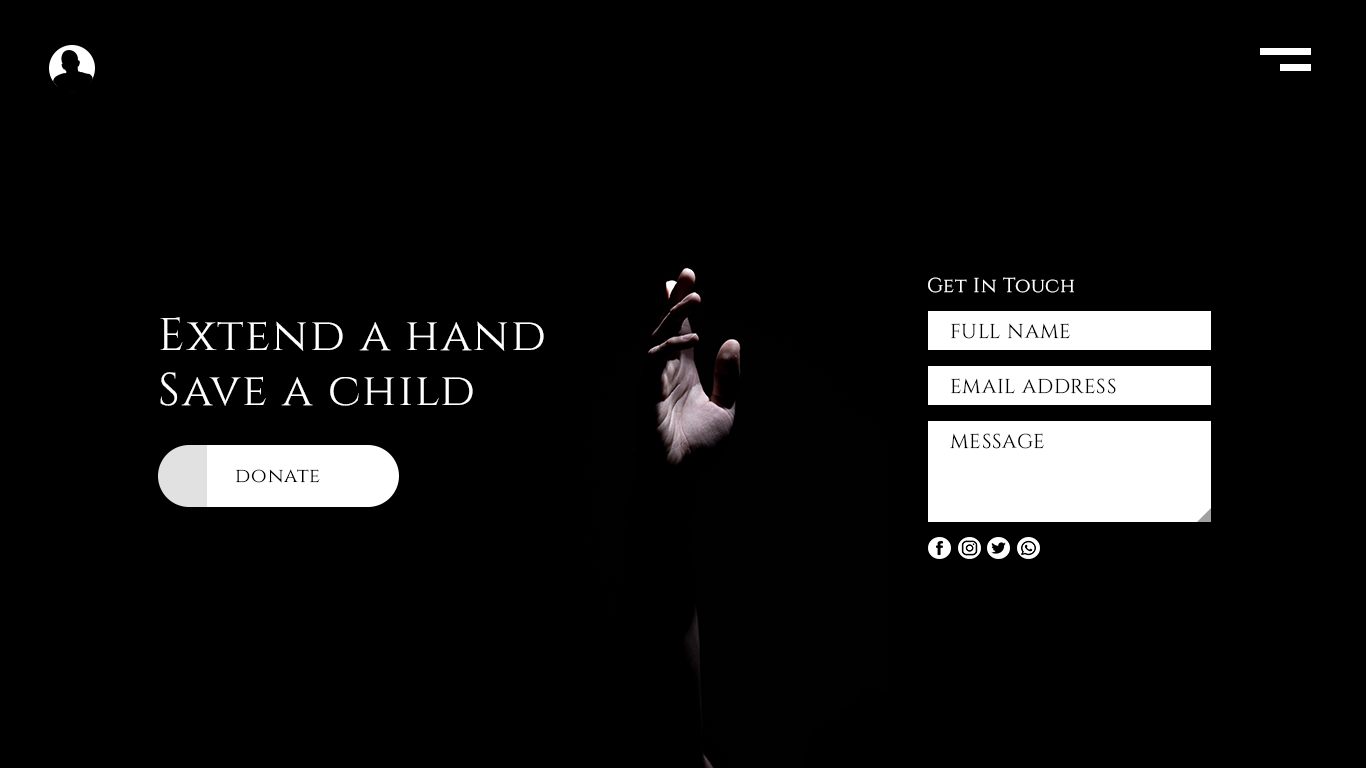 Extend a hand
Save a child
DONATE
Get In Touch
FULL NAME
EMAIL ADDRESS
MESSAGE